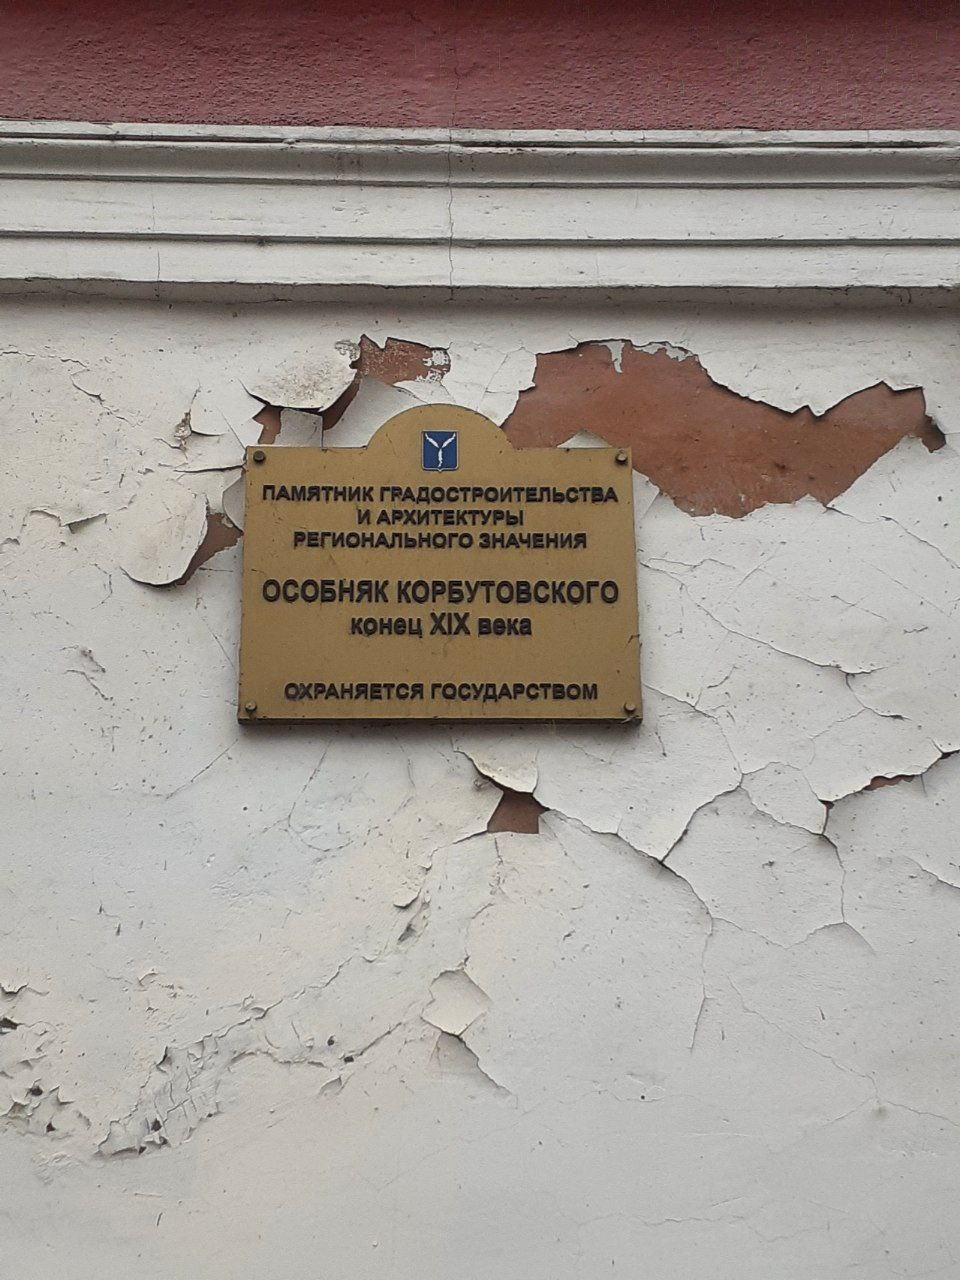 ПАМЯТНИК ГРАДОСТРОИТЕЛЬСТВА
И АРХИТЕКТУРЫ
РЕГИОНАЛЬНОГО ЗНАЧЕНИЯ
ОСОБНЯК КОРБУТОВСКОГО
конец XIX века
ОХРАНЯЕТСЯ ГОСУДАРСТВОМ